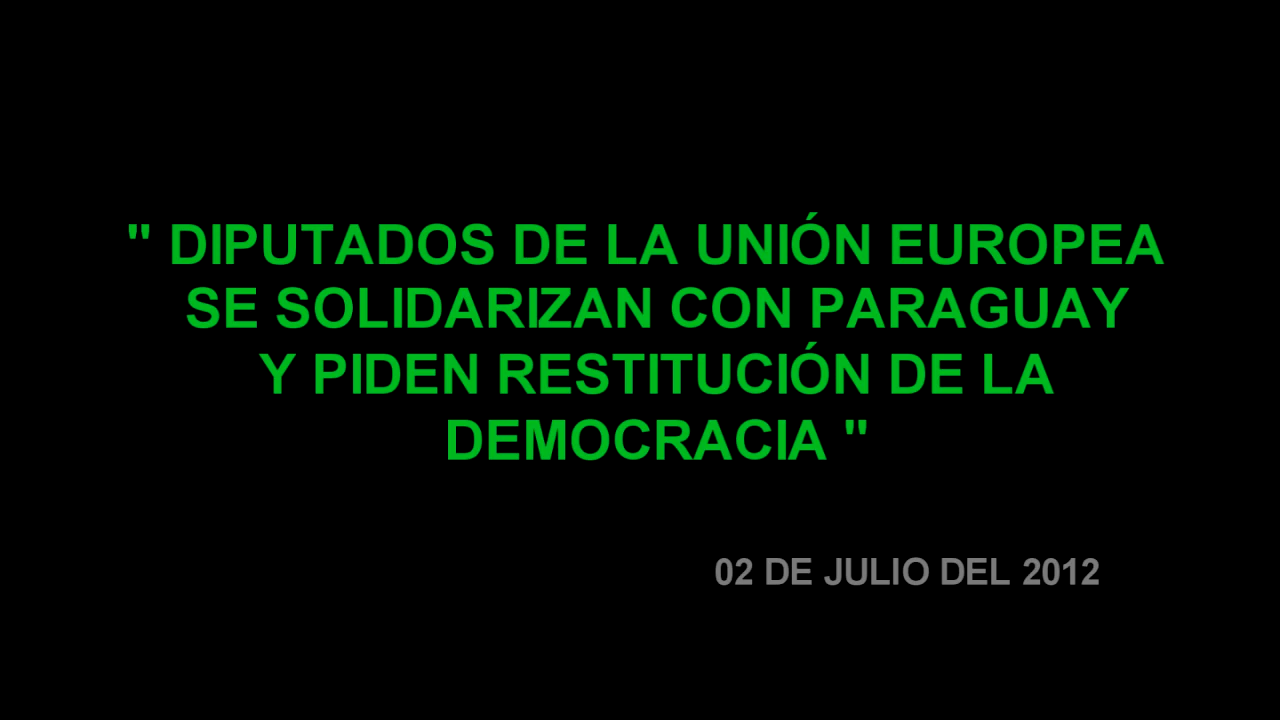 " DIPUTADOS DE LA UNIÓN EUROPEA
SE SOLIDARIZAN CON PARAGUAY
Y PIDEN RESTITUCIÓN DE LA
DEMOCRACIA "
02 DE JULIO DEL 2012